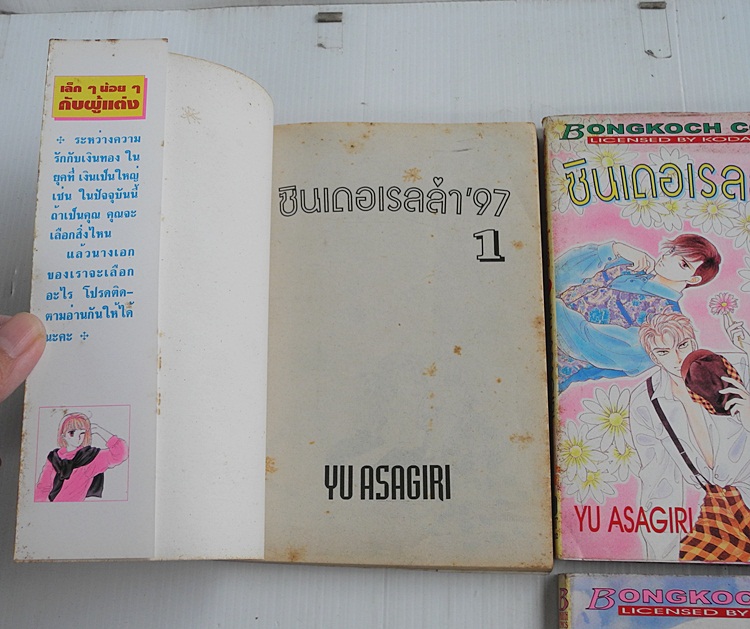 เล็ก ๆ น้อย ๆ
กับผู้แต่ง
✣ ระหว่างความ
รักกับเงินทอง ใน
ยุคที่ เงินเป็นใหญ่
เช่น ในปัจจุบันนี้
ถ้าเป็นคุณ คุณจะ
เลือกสิ่งไหน
แล้วนางเอก
ของเราจะเลือก
อะไร โปรดติด-
ตามอ่านกันให้ได้
นะคะ ✣
ซินเดอเรลล่า'97
1
YU ASAGIRI
BONGKOCH C
LICENSED BY KODA
ซินเดอเรล
YU ASAGIRI
BONGKOC
LICENSED BY